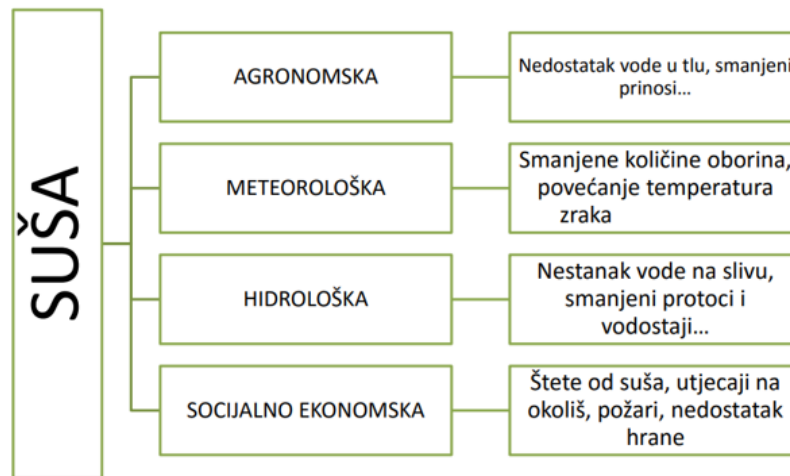 SUŠA
AGRONOMSKA
Nedostatak vode u tlu, smanjeni
prinosi...
METEOROLOŠKA
Smanjene količine oborina,
povećanje temperatura
zraka
HIDROLOŠKA
Nestanak vode na slivu,
smanjeni protoci i
vodostaji...
SOCIJALNO EKONOMSKA
Štete od suša, utjecaji na
okoliš, požari, nedostatak
hrane